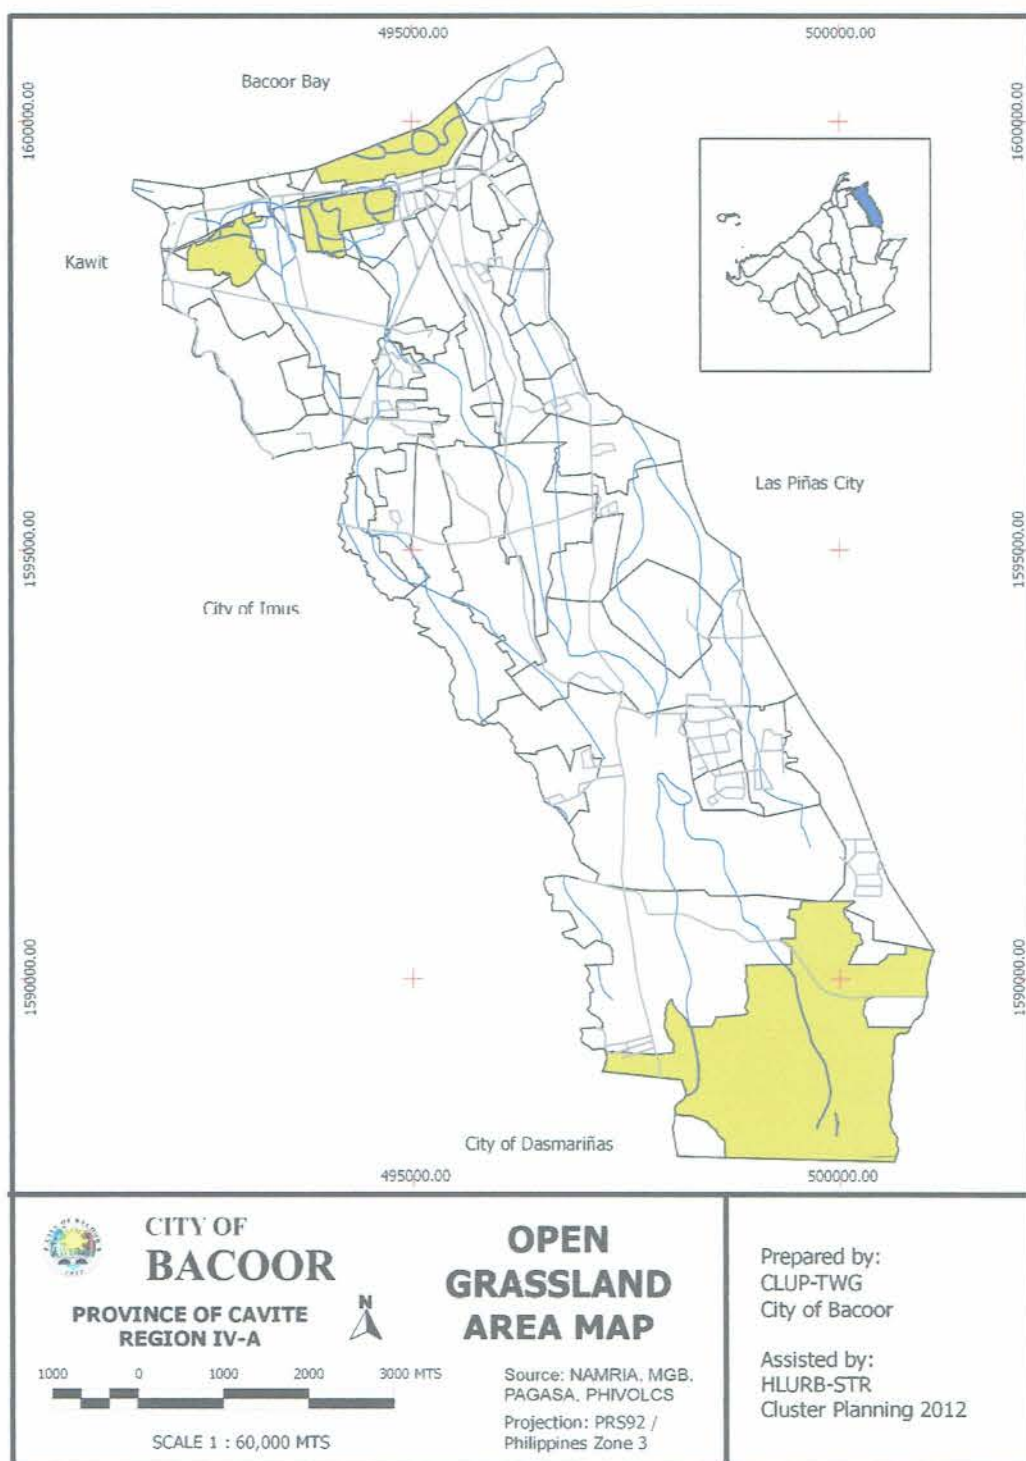 495000.00
500000.00
Bacoor Bay
1600000.00
1600000.00
Kawit
Las Piñas City
1595000.00
1595000.00
City of Imus
1590000.00
1590000.00
City of Dasmariñas
495000.00
500000.00
CITY OF
BACOOR
PROVINCE OF CAVITE
REGION IV-A
N
1000 0 1000 2000 3000 MTS
SCALE 1 : 60,000 MTS
OPEN
GRASSLAND
AREA MAP
Source: NAMRIA, MGB,
PAGASA, PHIVOLCS
Projection: PRS92 /
Philippines Zone 3
Prepared by:
CLUP-TWG
City of Bacoor
Assisted by:
HLURB-STR
Cluster Planning 2012